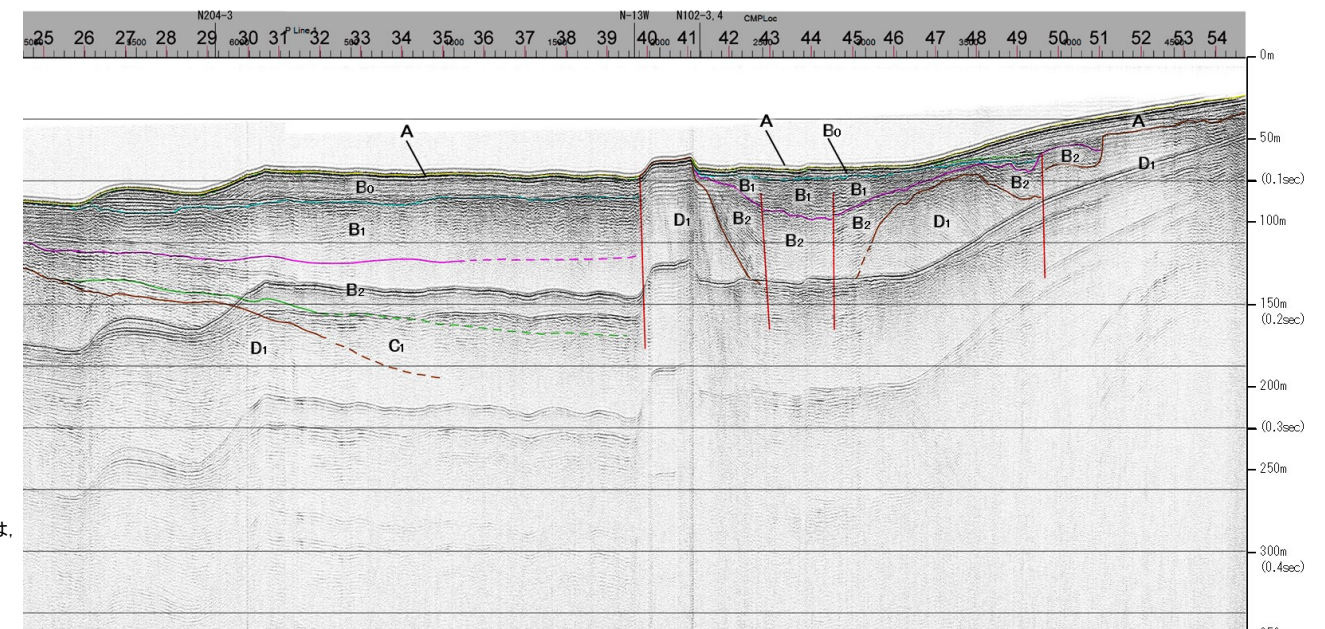 N204-3 N-13W N102-3, 4 CMPLoc
25 26 27 28 29 30 31 P Line 32 33 34 35 36 37 38 39 40 41 42 43 44 45 46 47 48 49 50 51 52 53 54
0m
A A B0 A
50m
B0 B1 B1 B1 B2 B2 D1
(0.1sec)
B1 D1 B2 B2 B2 D1
100m
B2
150m
(0.2sec)
D1 C1
200m
(0.3sec)
250m
は,
300m
(0.4sec)